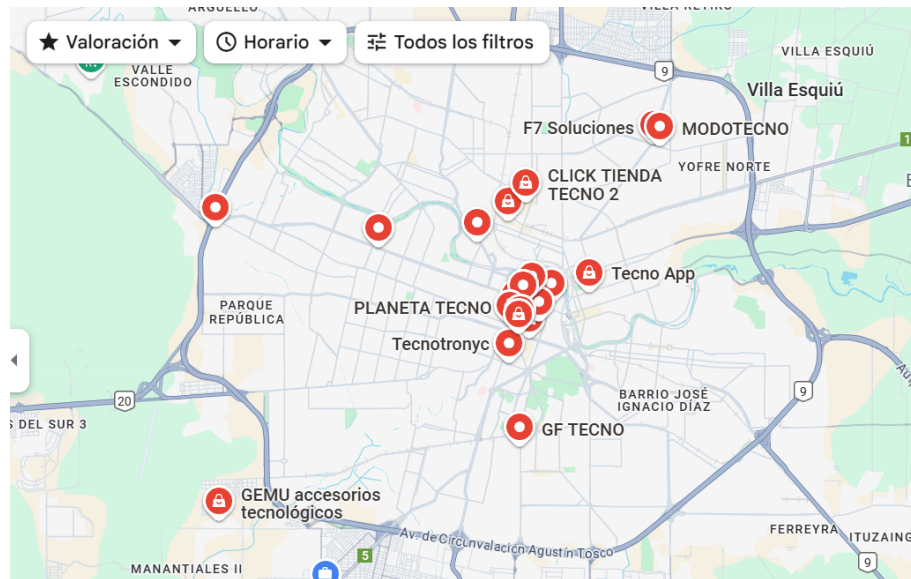 ARGÜELLO
VILLA RETIRO
Valoración
Horario
Todos los filtros
VALLE
ESCONDIDO
9
VILLA ESQUIÚ
Villa Esquiú
F7 Soluciones
MODOTECNO
YOFRE NORTE
CLICK TIENDA
TECNO 2
Tecno App
PARQUE
REPÚBLICA
PLANETA TECNO
Tecnotronyc
20
BARRIO JOSÉ
IGNACIO DÍAZ
9
S DEL SUR 3
GF TECNO
GEMU accesorios
tecnológicos
Av. de Circunvalación Agustín Tosco
5
FERREYRA
ITUZAING
9
MANANTIALES II